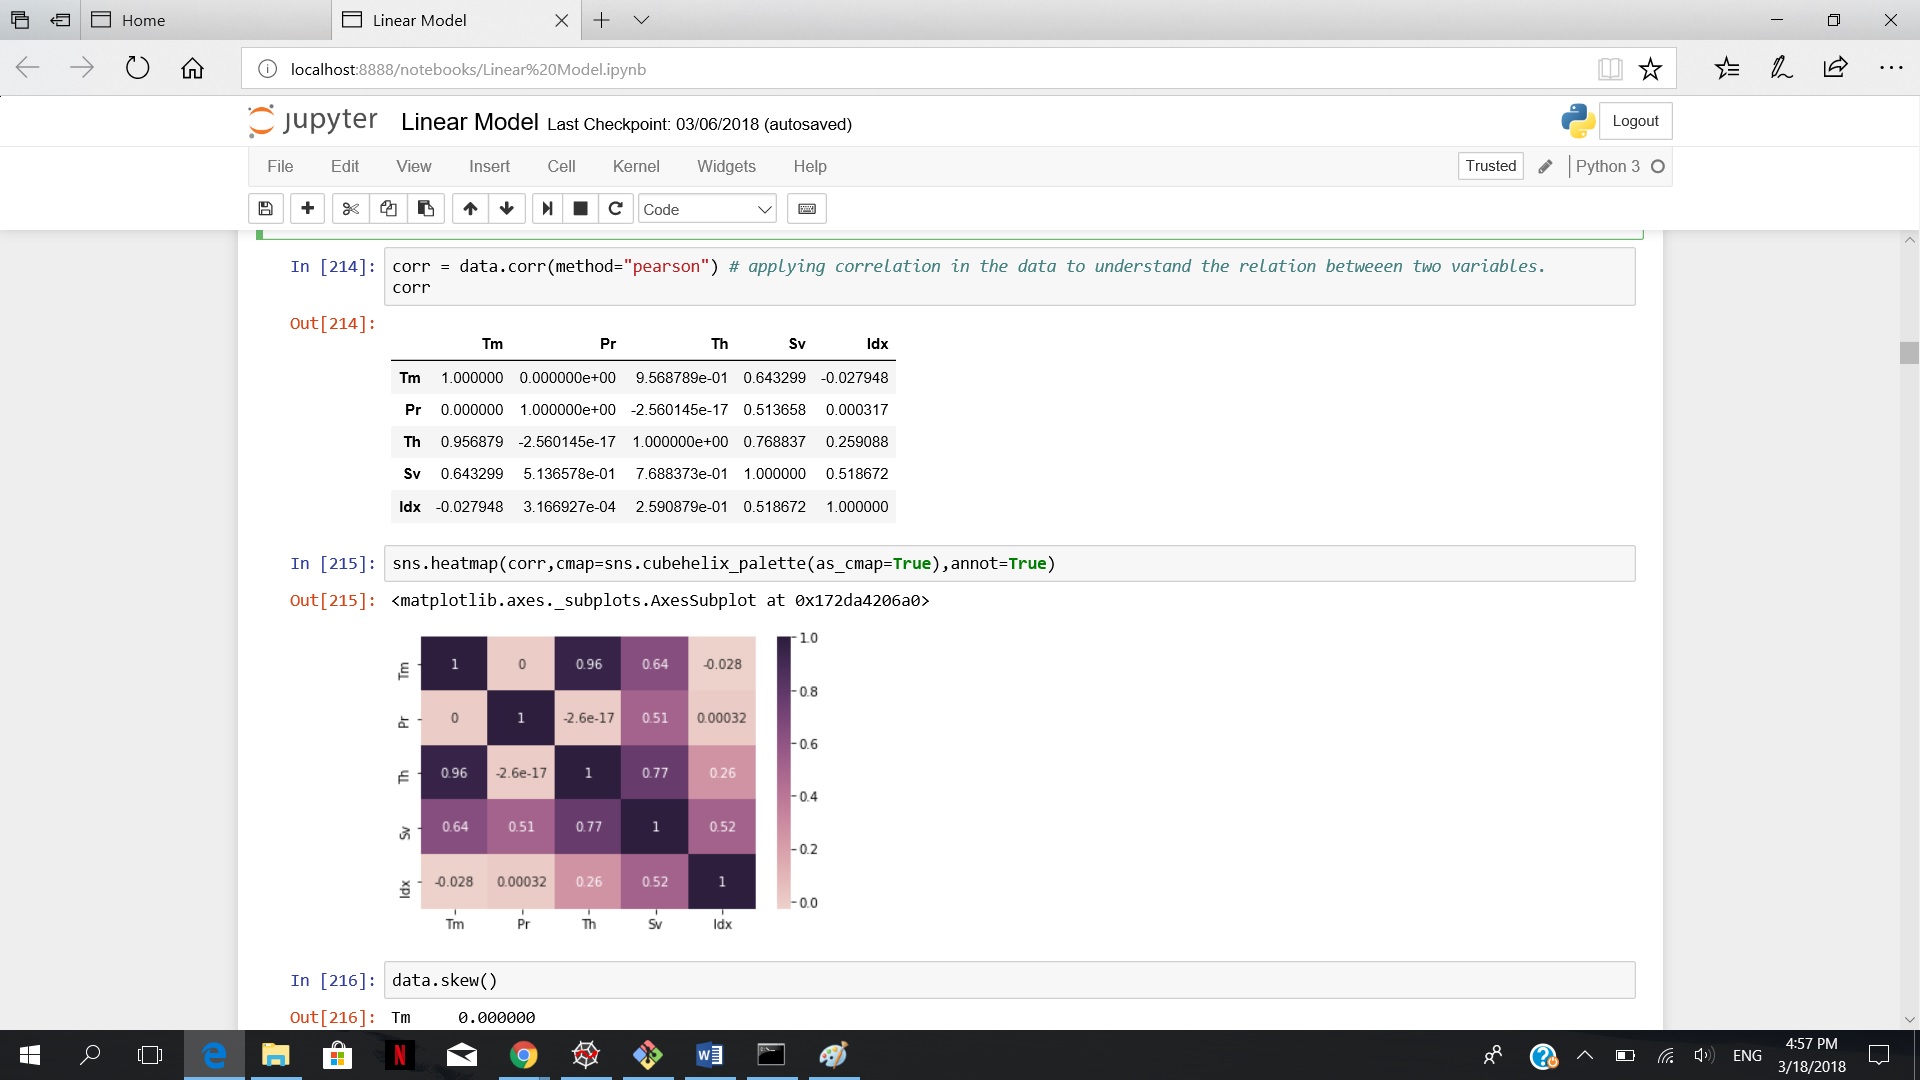 Home
Linear Model
localhost:8888/notebooks/Linear%20Model.ipynb
jupyter Linear Model Last Checkpoint: 03/06/2018 (autosaved)
Logout
File Edit View Insert Cell Kernel Widgets Help
Trusted Python 3
Code
In [214]: corr = data.corr(method="pearson") # applying correlation in the data to understand the relation betweeen two variables.
corr
Out[214]:
Tm Pr Th Sv Idx
Tm 1.000000 0.000000e+00 9.568789e-01 0.643299 -0.027948
Pr 0.000000 1.000000e+00 -2.560145e-17 0.513658 0.000317
Th 0.956879 -2.560145e-17 1.000000e+00 0.768837 0.259088
Sv 0.643299 5.136578e-01 7.688373e-01 1.000000 0.518672
Idx -0.027948 3.166927e-04 2.590879e-01 0.518672 1.000000
In [215]: sns.heatmap(corr,cmap=sns.cubehelix_palette(as_cmap=True),annot=True)
Out[215]: <matplotlib.axes._subplots.AxesSubplot at 0x172da4206a0>
Tm 1 0 0.96 0.64 -0.028
Pr 0 1 -2.6e-17 0.51 0.00032
Th 0.96 -2.6e-17 1 0.77 0.26
Sv 0.64 0.51 0.77 1 0.52
Idx -0.028 0.00032 0.26 0.52 1
Tm Pr Th Sv Idx
1.0
0.8
0.6
0.4
0.2
0.0
In [216]: data.skew()
Out[216]: Tm 0.000000
N
ENG
4:57 PM
3/18/2018